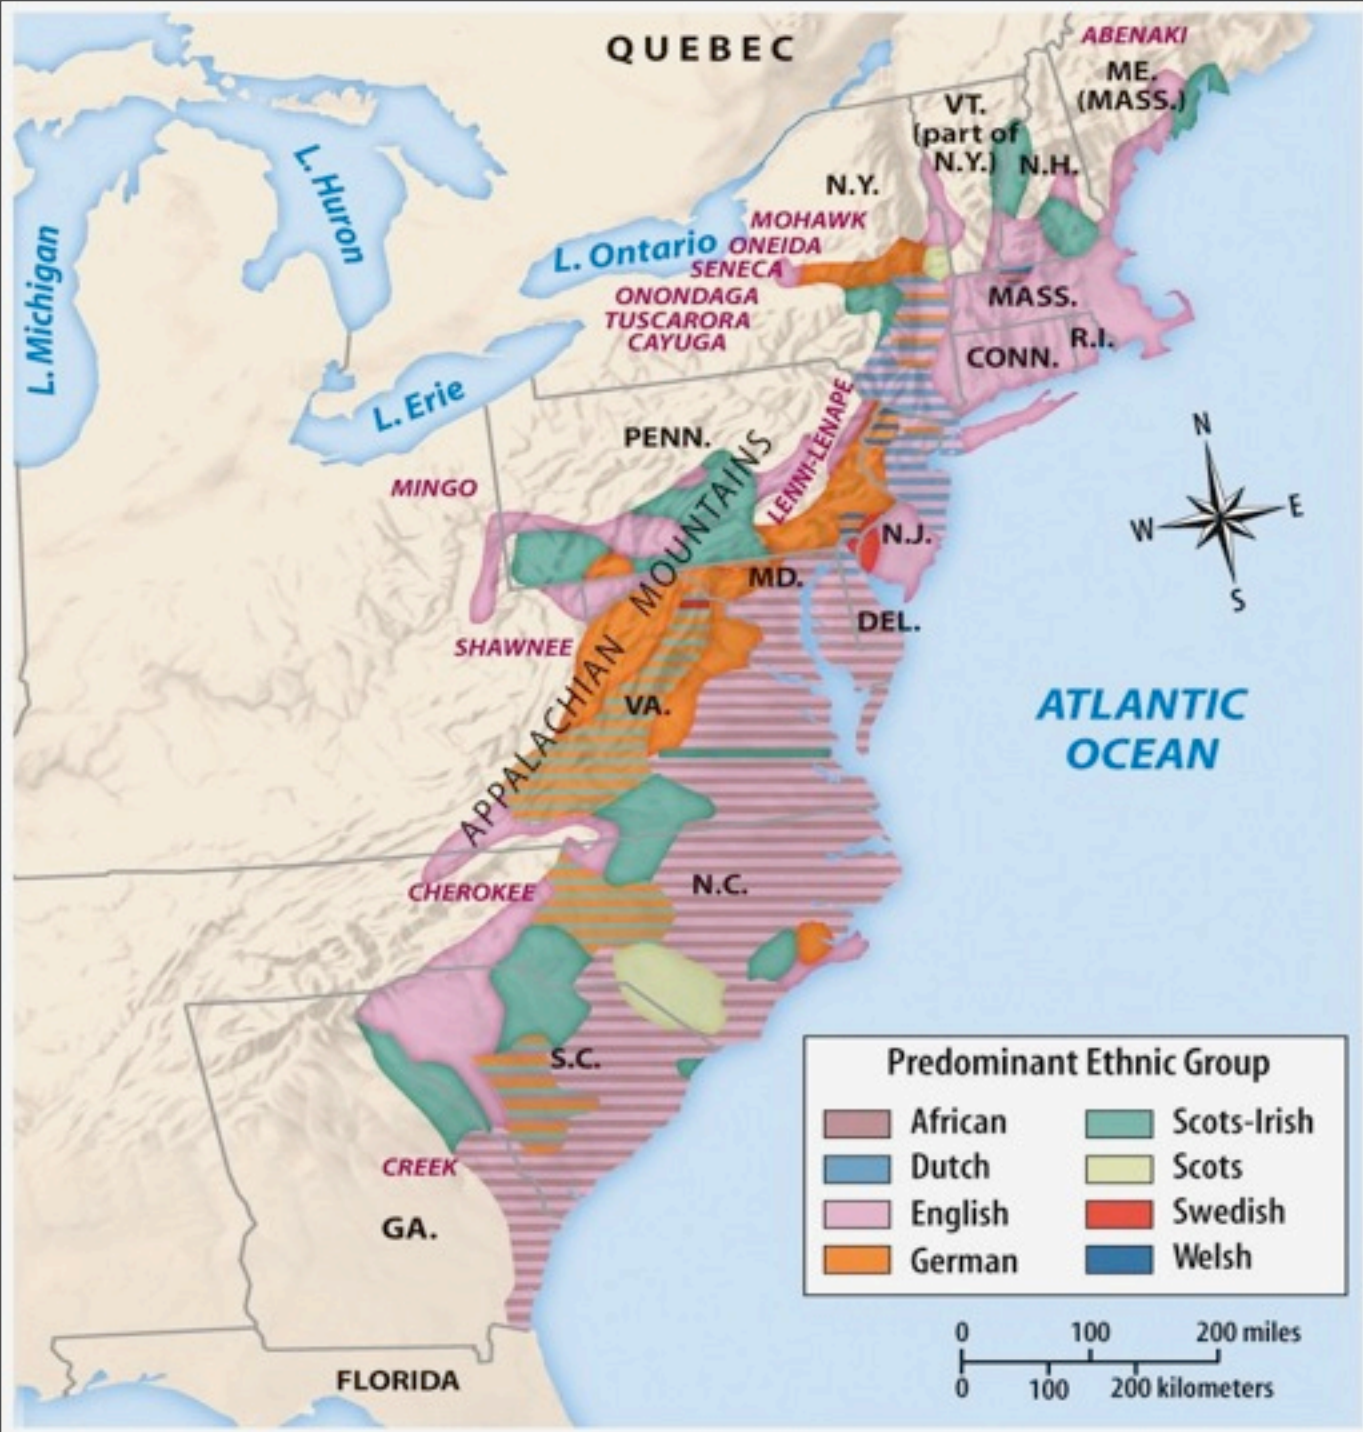 QUEBEC
ABENAKI
ME.
(MASS.)
VT.
(part of
N.Y.)
N.H.
N.Y.
L. Huron
L. Michigan
L. Ontario
MOHAWK
ONEIDA
SENECA
ONONDAGA
TUSCARORA
CAYUGA
MASS.
R.I.
CONN.
L. Erie
PENN.
LENNI-LENAPE
MINGO
N
W
E
S
N.J.
MD.
DEL.
SHAWNEE
APPALACHIAN MOUNTAINS
VA.
ATLANTIC
OCEAN
CHEROKEE
N.C.
S.C.
CREEK
GA.
FLORIDA
Predominant Ethnic Group
African
Dutch
English
German
Scots-Irish
Scots
Swedish
Welsh
0 100 200 miles
0 100 200 kilometers